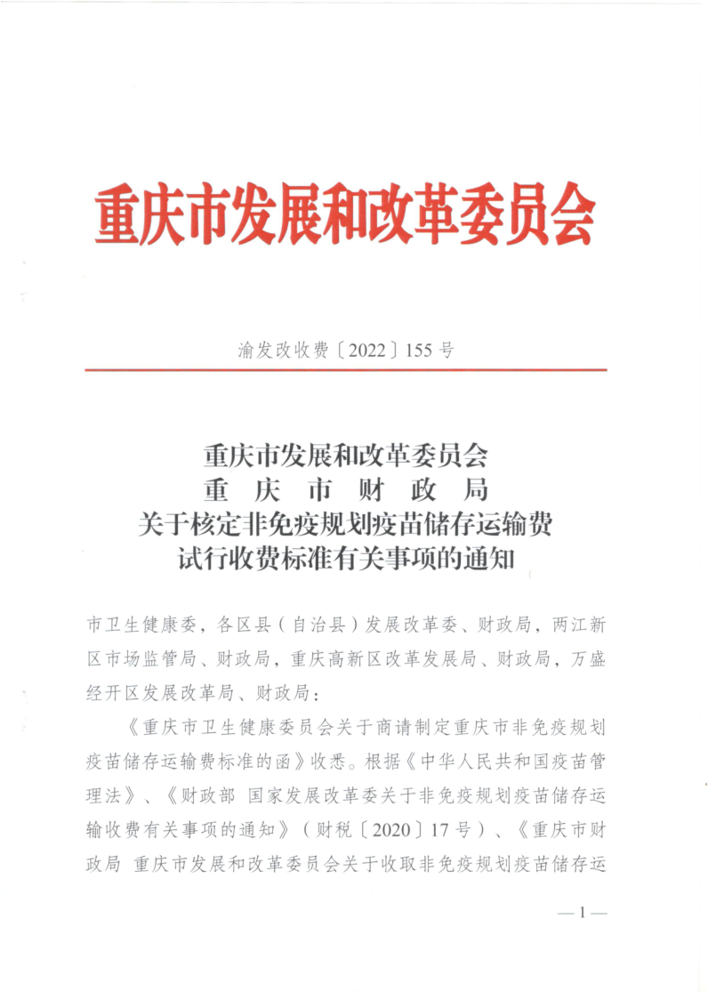 重庆市发展和改革委员会
渝发改收费〔2022〕155号
重庆市发展和改革委员会
重庆市财政局
关于核定非免疫规划疫苗储存运输费
试行收费标准有关事项的通知
市卫生健康委，各区县（自治县）发展改革委、财政局，两江新
区市场监管局、财政局，重庆高新区改革发展局、财政局，万盛
经开区发展改革局、财政局：
《重庆市卫生健康委员会关于商请制定重庆市非免疫规划
疫苗储存运输费标准的函》收悉。根据《中华人民共和国疫苗管
理法》、《财政部 国家发展改革委关于非免疫规划疫苗储存运
输收费有关事项的通知》（财税〔2020〕17号）、《重庆市财
政局 重庆市发展和改革委员会关于收取非免疫规划疫苗储存运
— 1 —